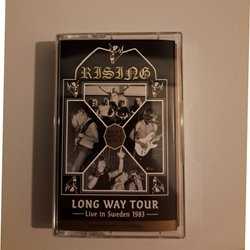 RISING
LONG WAY TOUR
Live in Sweden 1983